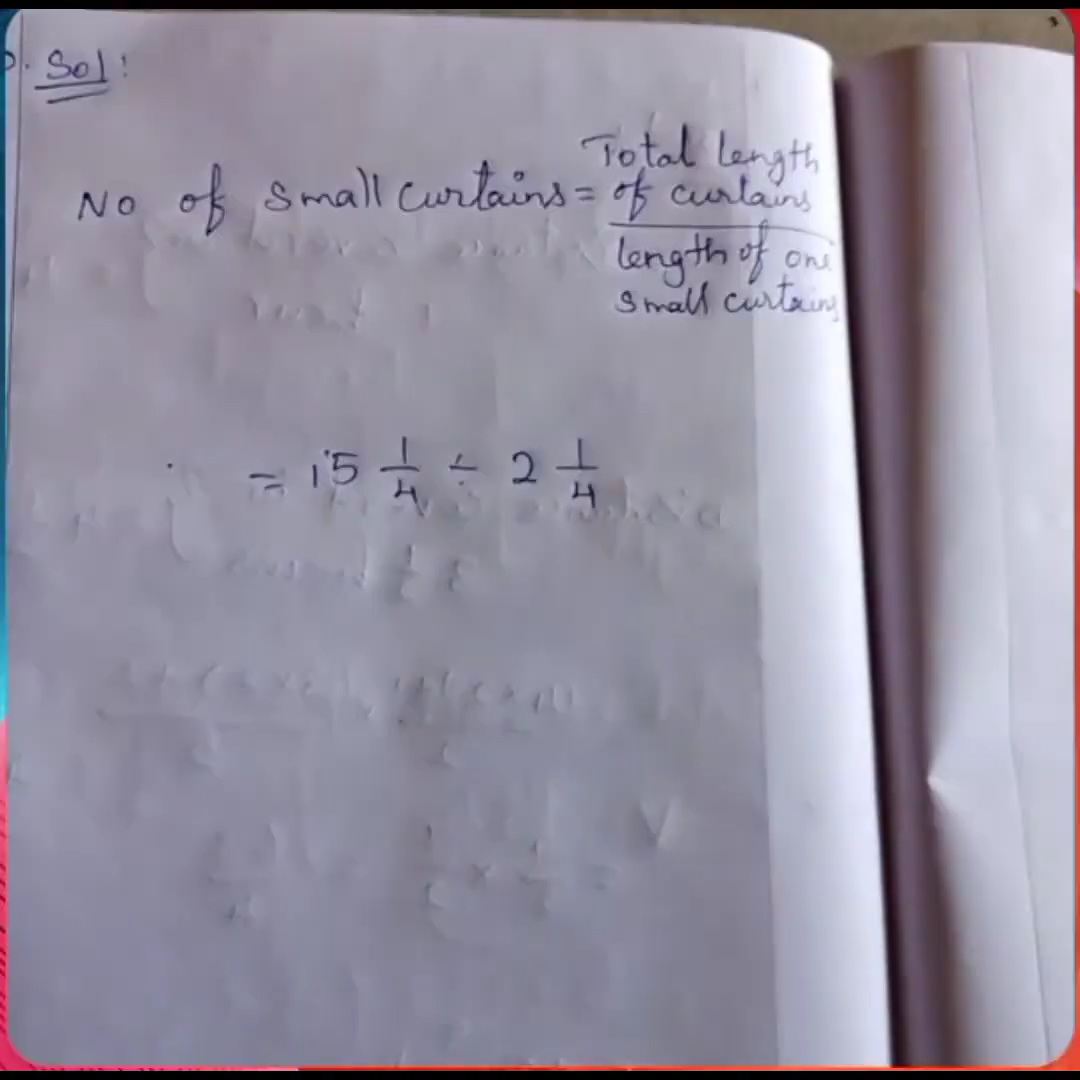 Sol:
No of small curtains = Total length of curtains / length of one small curtains
= 15 1/4 ÷ 2 1/4